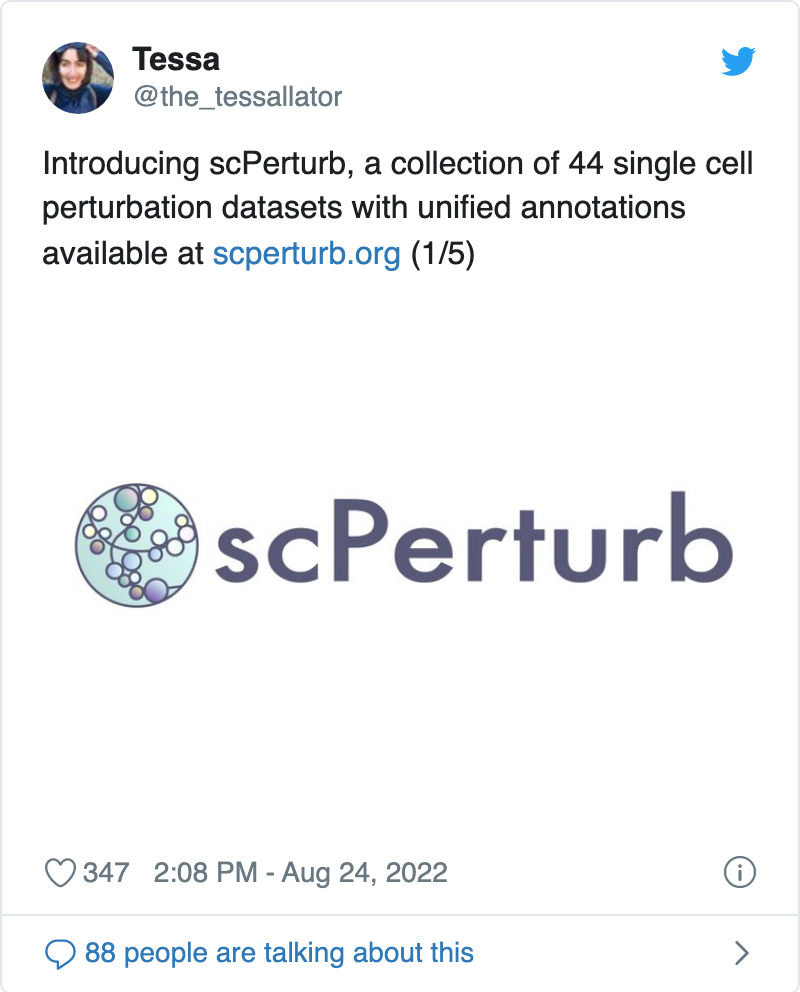 Tessa
@the_tessallator
Introducing scPerturb, a collection of 44 single cell
perturbation datasets with unified annotations
available at scperturb.org (1/5)
scPerturb
347 2:08 PM - Aug 24, 2022
88 people are talking about this